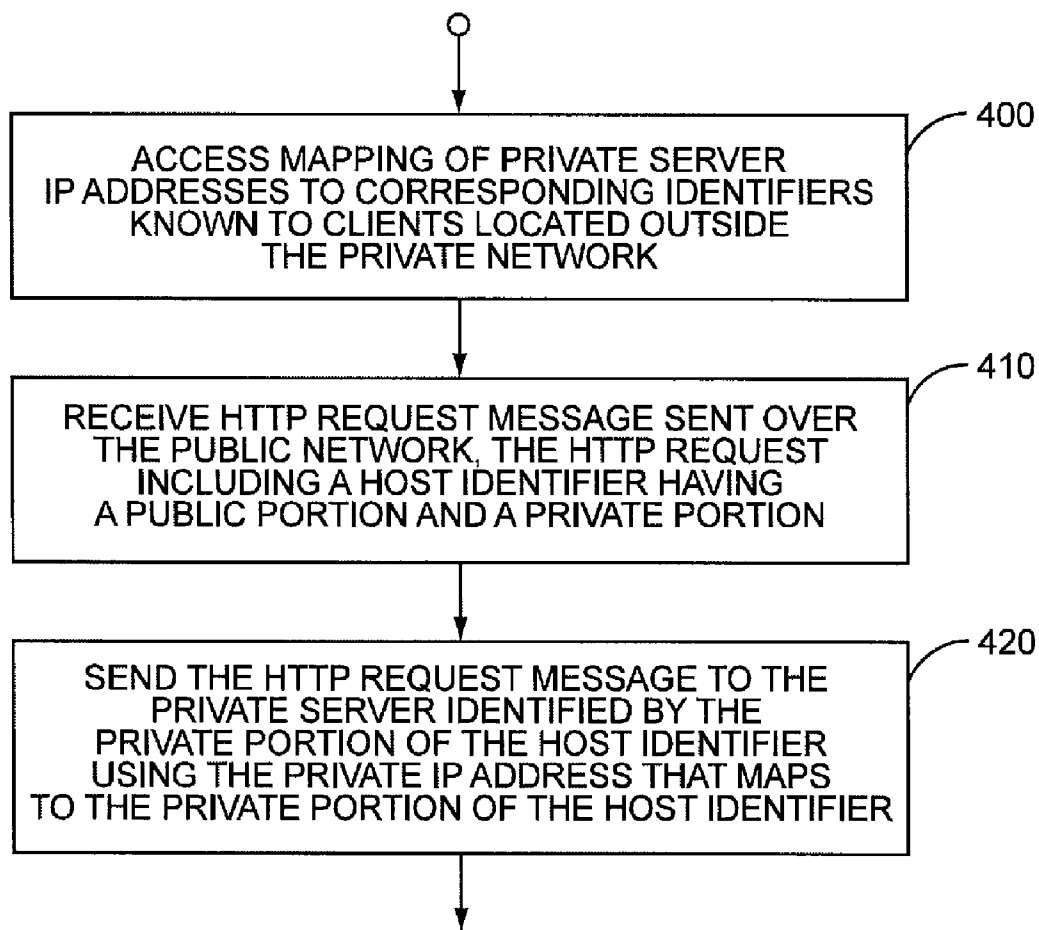 400
ACCESS MAPPING OF PRIVATE SERVER
IP ADDRESSES TO CORRESPONDING IDENTIFIERS
KNOWN TO CLIENTS LOCATED OUTSIDE
THE PRIVATE NETWORK
410
RECEIVE HTTP REQUEST MESSAGE SENT OVER
THE PUBLIC NETWORK, THE HTTP REQUEST
INCLUDING A HOST IDENTIFIER HAVING
A PUBLIC PORTION AND A PRIVATE PORTION
420
SEND THE HTTP REQUEST MESSAGE TO THE
PRIVATE SERVER IDENTIFIED BY THE
PRIVATE PORTION OF THE HOST IDENTIFIER
USING THE PRIVATE IP ADDRESS THAT MAPS
TO THE PRIVATE PORTION OF THE HOST IDENTIFIER